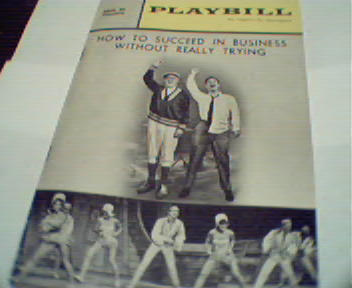 PLAYBILL
HOW TO SUCCEED IN BUSINESS
WITHOUT REALLY TRYING